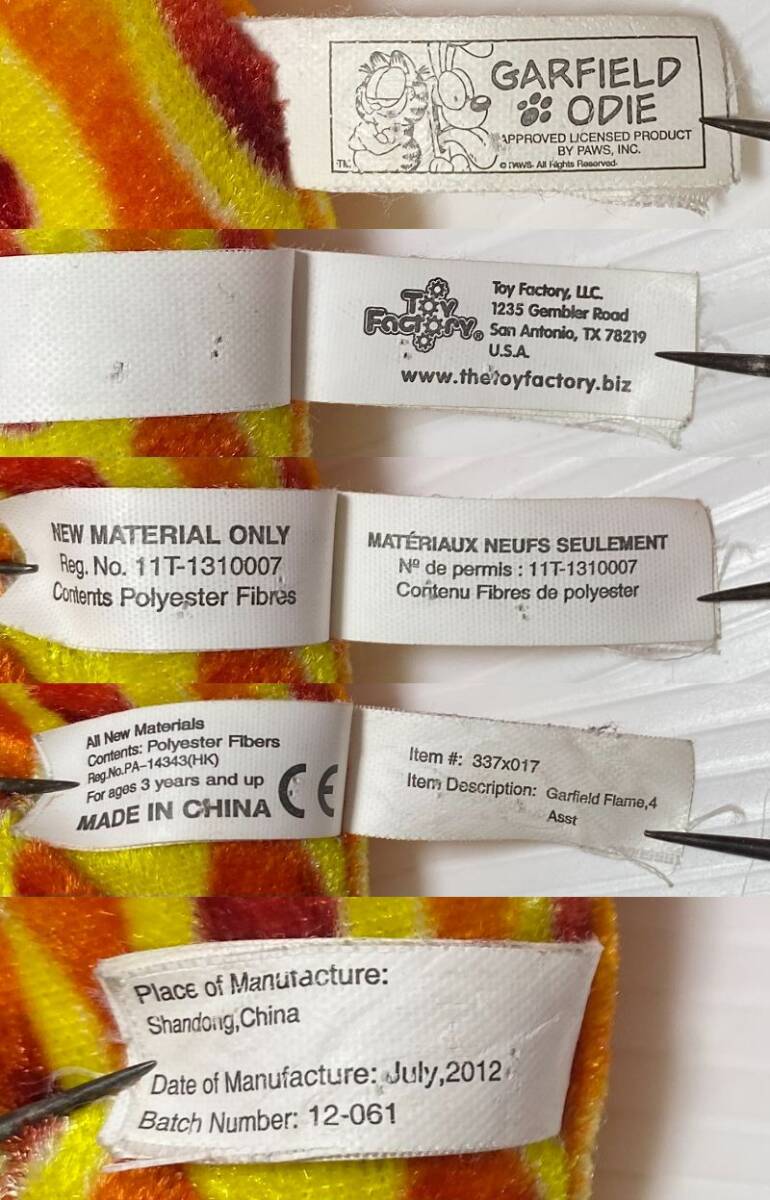 GARFIELD
ODIE
APPROVED LICENSED PRODUCT
BY PAWS, INC.
© PAWS. All Rights Reserved.
Toy Factory®
Toy Factory, LLC.
1235 Gembler Road
San Antonio, TX 78219
U.S.A.
www.thetoyfactory.biz
NEW MATERIAL ONLY
Reg. No. 11T-1310007
Contents Polyester Fibres
MATÉRIAUX NEUFS SEULEMENT
Nº de permis : 11T-1310007
Contenu Fibres de polyester
All New Materials
Contents: Polyester Fibers
Reg.No.PA-14343(HK)
For ages 3 years and up
MADE IN CHINA CE
Item #: 337x017
Item Description: Garfield Flame,4
Asst
Place of Manufacture:
Shandong,China
Date of Manufacture: July,2012
Batch Number: 12-061